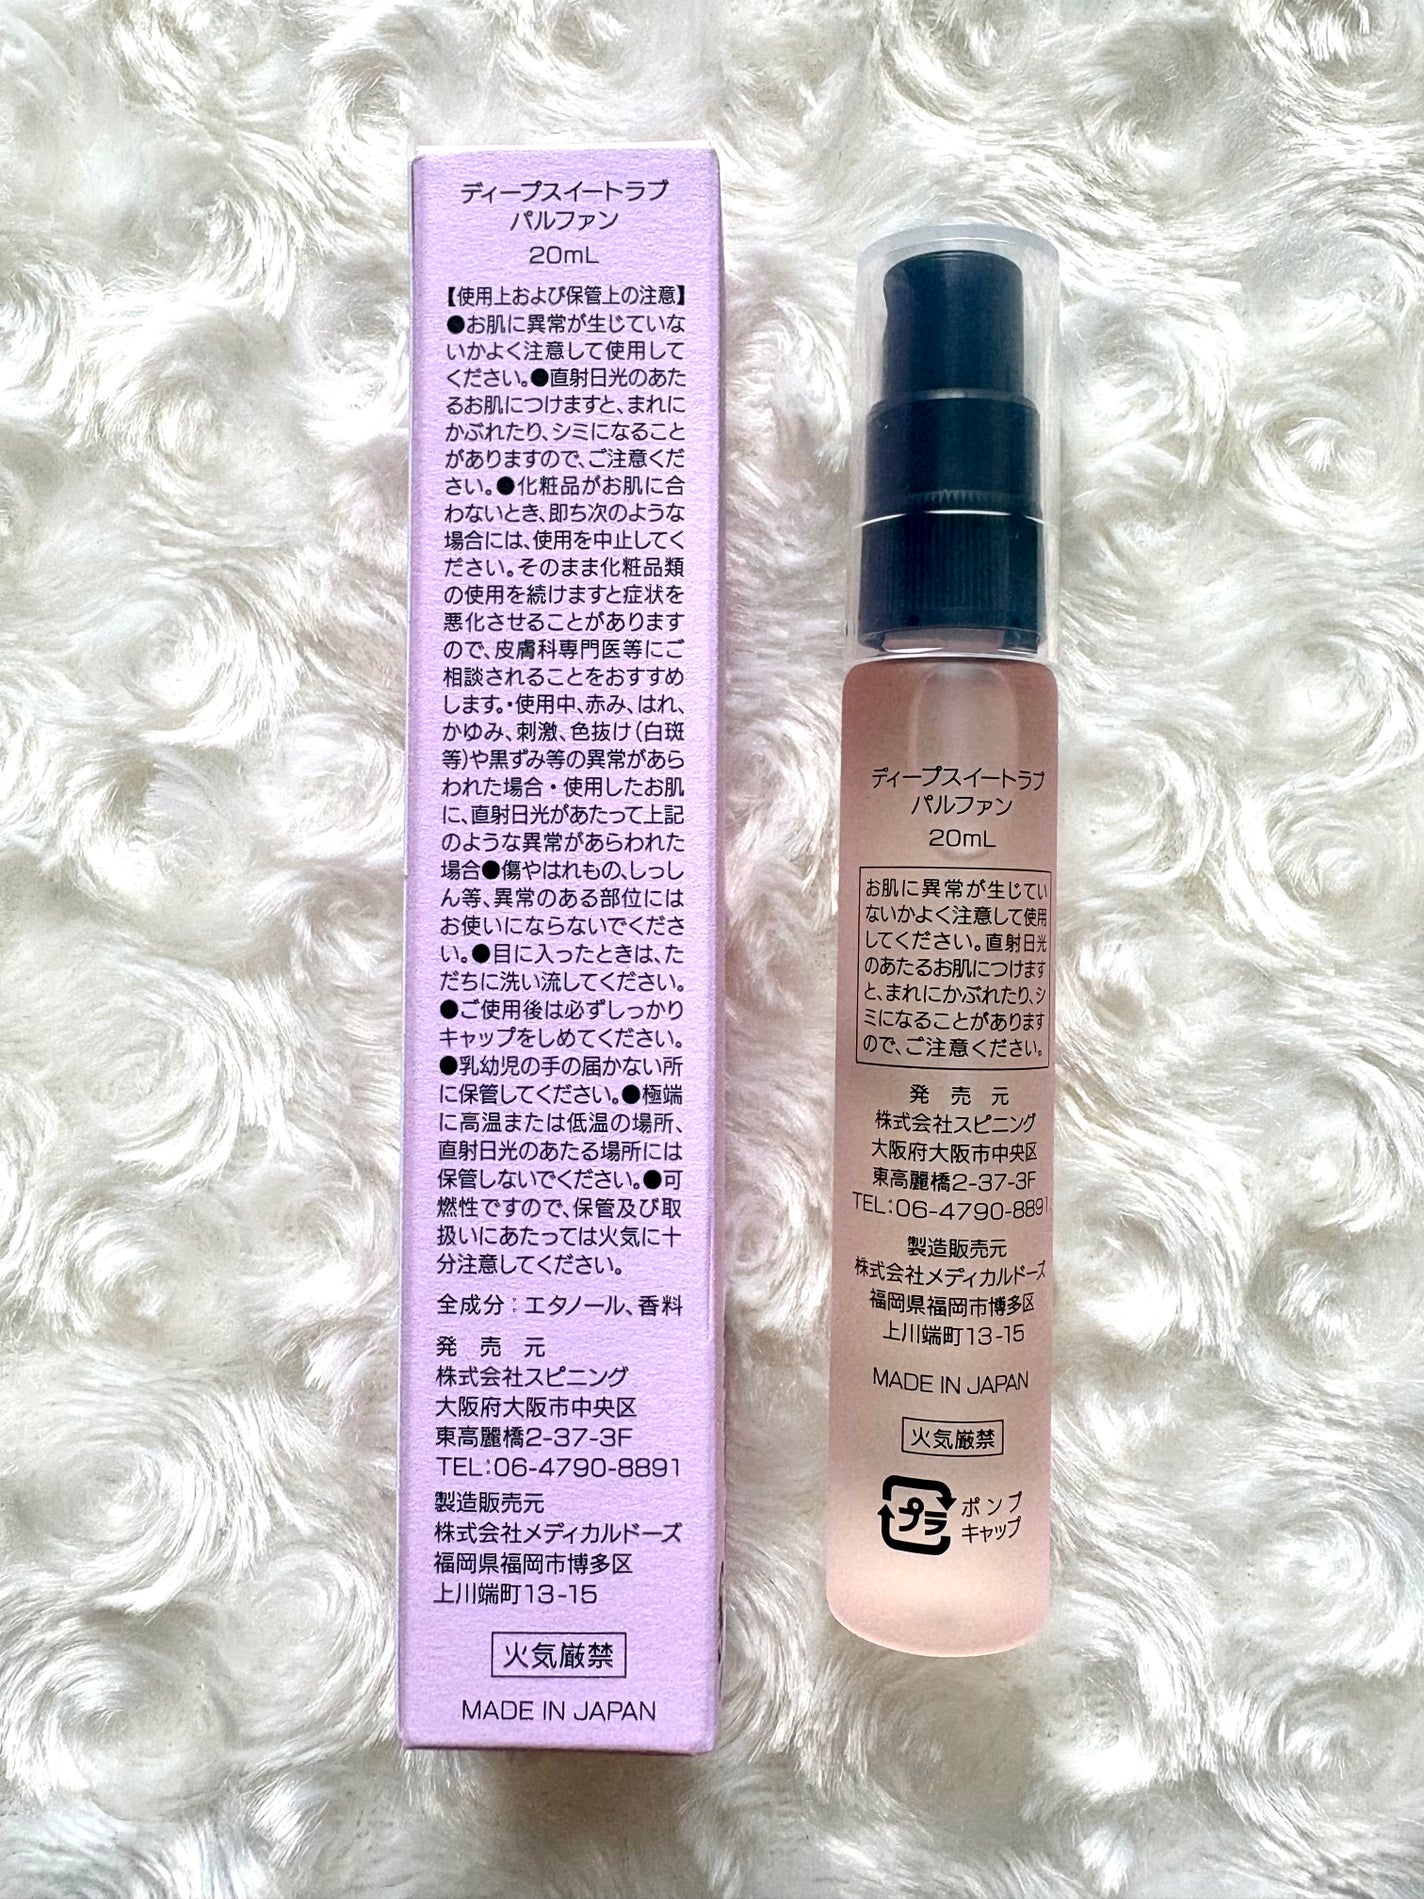 ディープスイートラブ
パルファン
20mL
【使用上および保管上の注意】
●お肌に異常が生じていな
いかよく注意して使用して
ください。●直射日光のあた
るお肌につけますと、まれに
かぶれたり、シミになること
がありますので、ご注意くだ
さい。●化粧品がお肌に合
わないとき、即ち次のような
場合には、使用を中止してく
ださい。そのまま化粧品類
の使用を続けますと症状を
悪化させることがあります
ので、皮膚科専門医等にご
相談されることをおすすめ
します。・使用中、赤み、はれ、
かゆみ、刺激、色抜け(白斑
等)や黒ずみ等の異常があら
われた場合・使用したお肌
に、直射日光があたって上記
のような異常があらわれた
場合●傷やはれもの、しっし
ん等、異常のある部位には
お使いにならないでくださ
い。●目に入ったときは、た
だちに洗い流してください。
●ご使用後は必ずしっかり
キャップをしめてください。
●乳幼児の手の届かない所
に保管してください。●極端
に高温または低温の場所、
直射日光のあたる場所には
保管しないでください。●可
燃性ですので、保管及び取
扱いにあたっては火気に十
分注意してください。
全成分：エタノール、香料
発 売 元
株式会社スピニング
大阪府大阪市中央区
東高麗橋2-37-3F
TEL:06-4790-8891
製造販売元
株式会社メディカルドーズ
福岡県福岡市博多区
上川端町13-15
火気厳禁
MADE IN JAPAN
ディープスイートラブ
パルファン
20mL
お肌に異常が生じてい
ないかよく注意して使用
してください。直射日光
のあたるお肌につけます
と、まれにかぶれたり、シ
ミになることがあります
ので、ご注意ください。
発 売 元
株式会社スピニング
大阪府大阪市中央区
東高麗橋2-37-3F
TEL:06-4790-8891
製造販売元
株式会社メディカルドーズ
福岡県福岡市博多区
上川端町13-15
MADE IN JAPAN
火気厳禁
プラ
ポンプ
キャップ